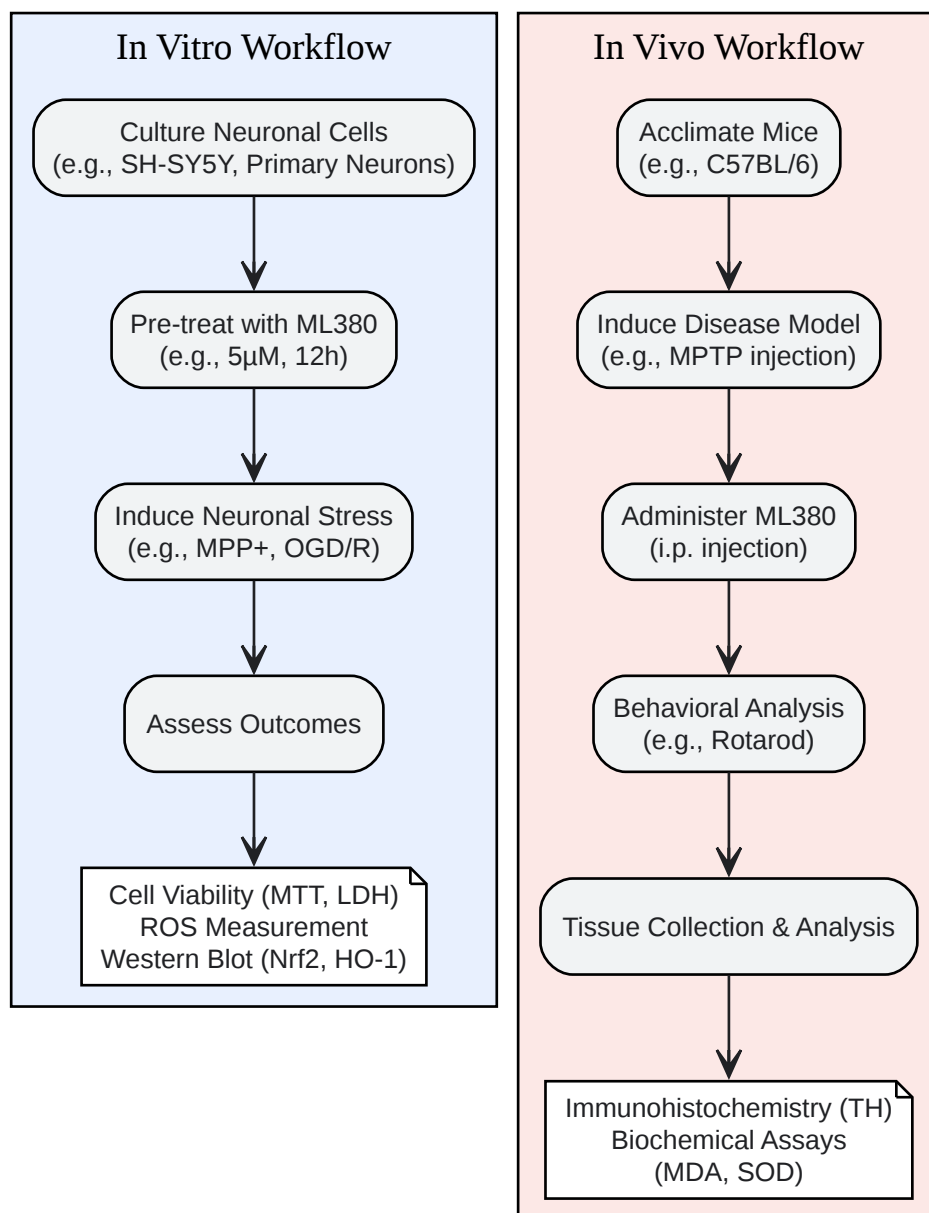 In Vitro Workflow
Culture Neuronal Cells
(e.g., SH-SY5Y, Primary Neurons)
Pre-treat with ML380
(e.g., 5µM, 12h)
Induce Neuronal Stress
(e.g., MPP+, OGD/R)
Assess Outcomes
Cell Viability (MTT, LDH)
ROS Measurement
Western Blot (Nrf2, HO-1)
In Vivo Workflow
Acclimate Mice
(e.g., C57BL/6)
Induce Disease Model
(e.g., MPTP injection)
Administer ML380
(i.p. injection)
Behavioral Analysis
(e.g., Rotarod)
Tissue Collection & Analysis
Immunohistochemistry (TH)
Biochemical Assays
(MDA, SOD)